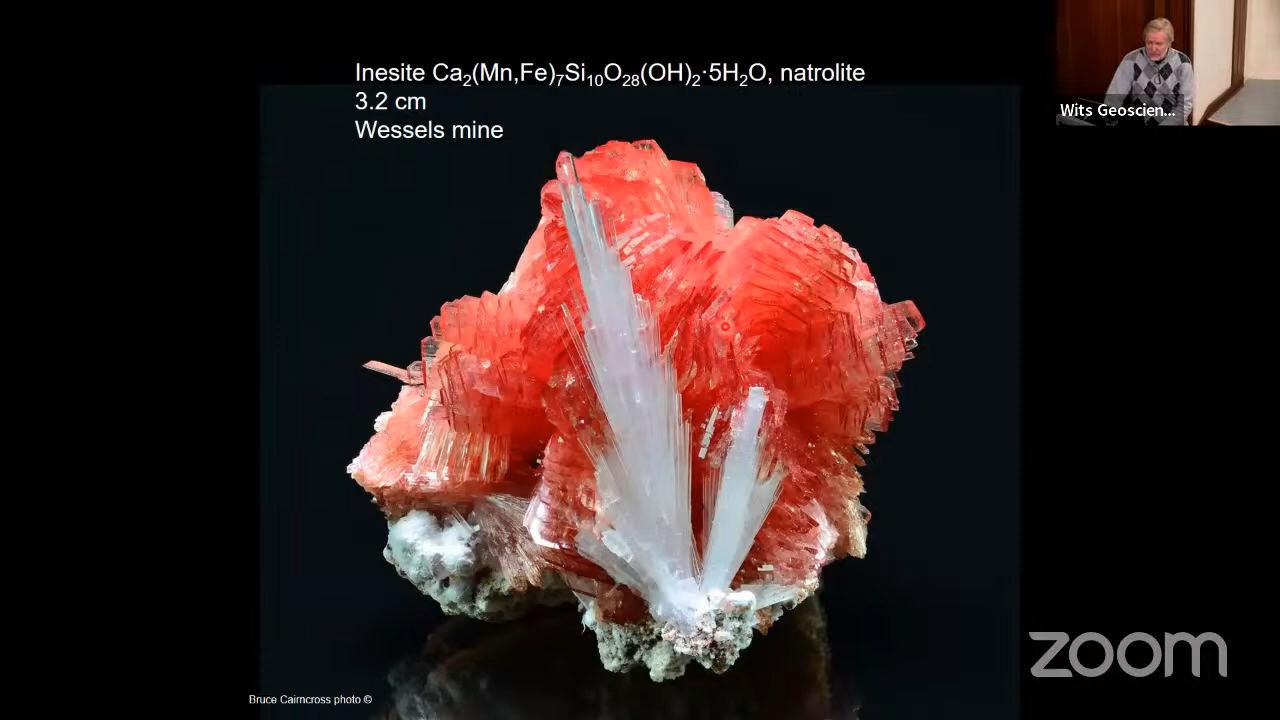 Inesite Ca₂(Mn,Fe)₇Si₁₀O₂₈(OH)₂·5H₂O, natrolite
3.2 cm
Wessels mine
Wits Geoscien...
zoom
Bruce Cairncross photo ©